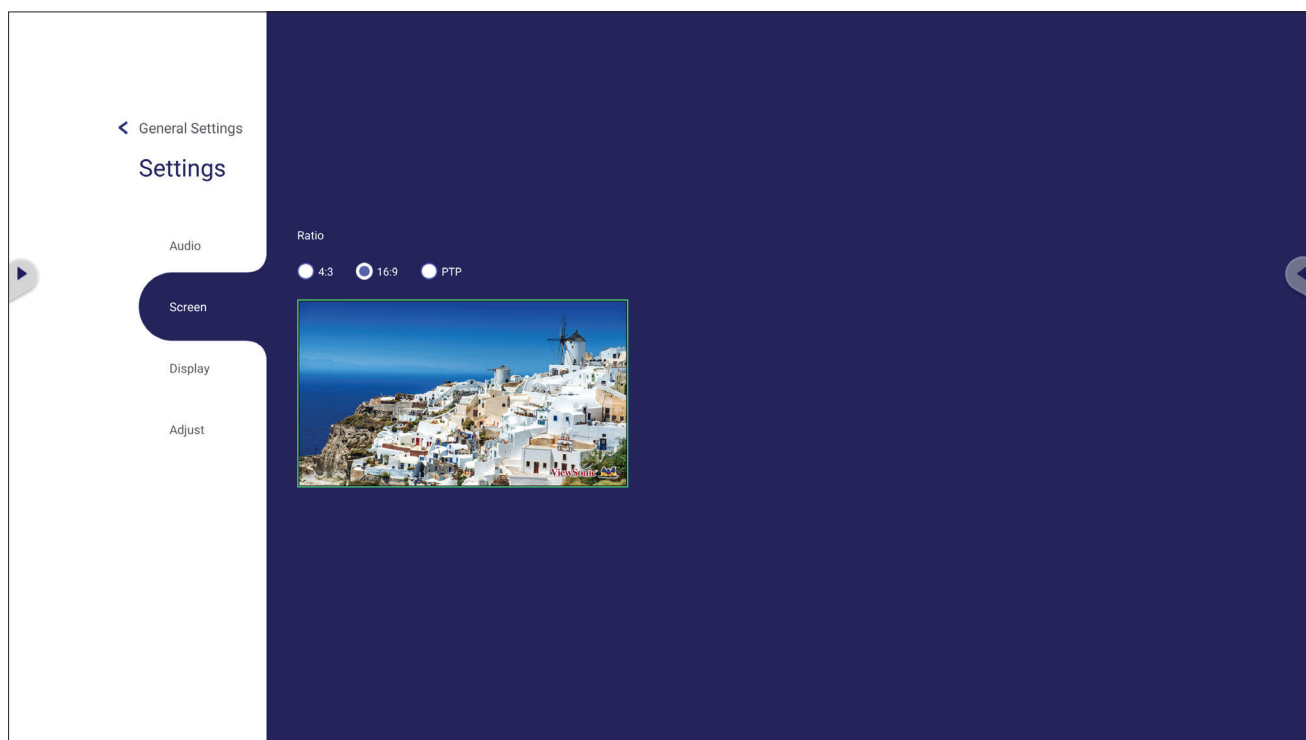 General Settings
Settings
Audio
Screen
Display
Adjust
Ratio
4:3 16:9 PTP
ViewSonic